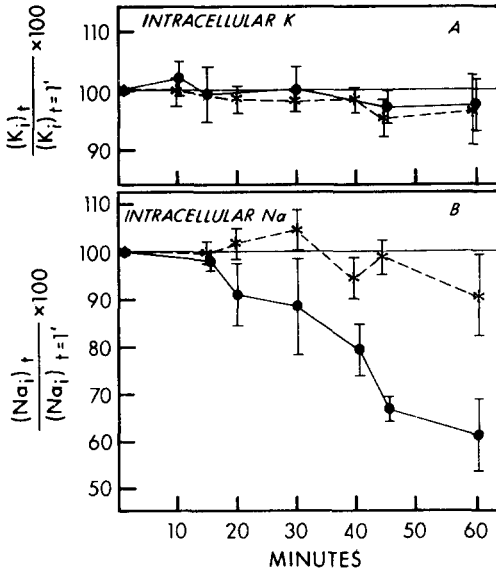 INTRACELLULAR K
A
110
100
90
(K_i)_t / (K_i)_{t=1'} ×100
INTRACELLULAR Na
B
110
100
90
80
70
60
50
(Na_i)_t / (Na_i)_{t=1'} ×100
10 20 30 40 50 60
MINUTES